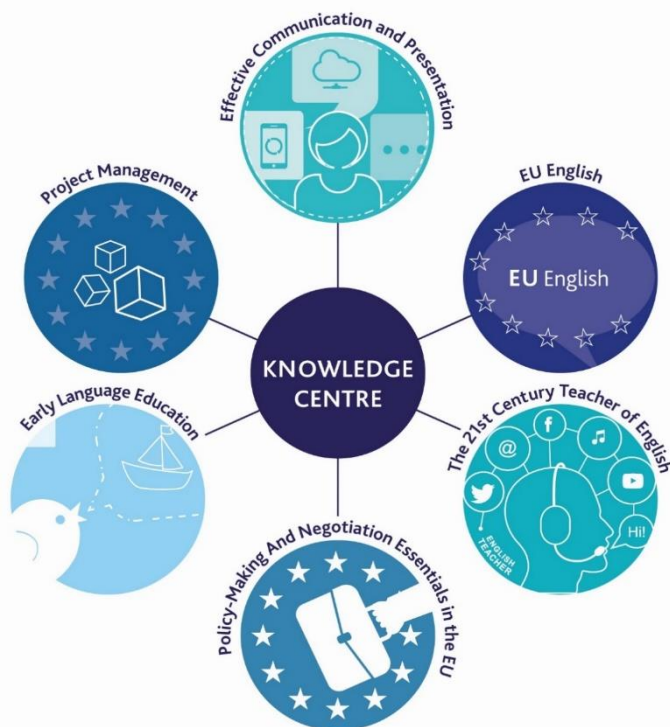 Effective Communication and Presentation
Project Management
EU English
EU English
KNOWLEDGE
CENTRE
Early Language Education
The 21st Century Teacher of English
@
f
Hi!
ENGLISH
TEACHER
Policy-Making And Negotiation Essentials in the EU